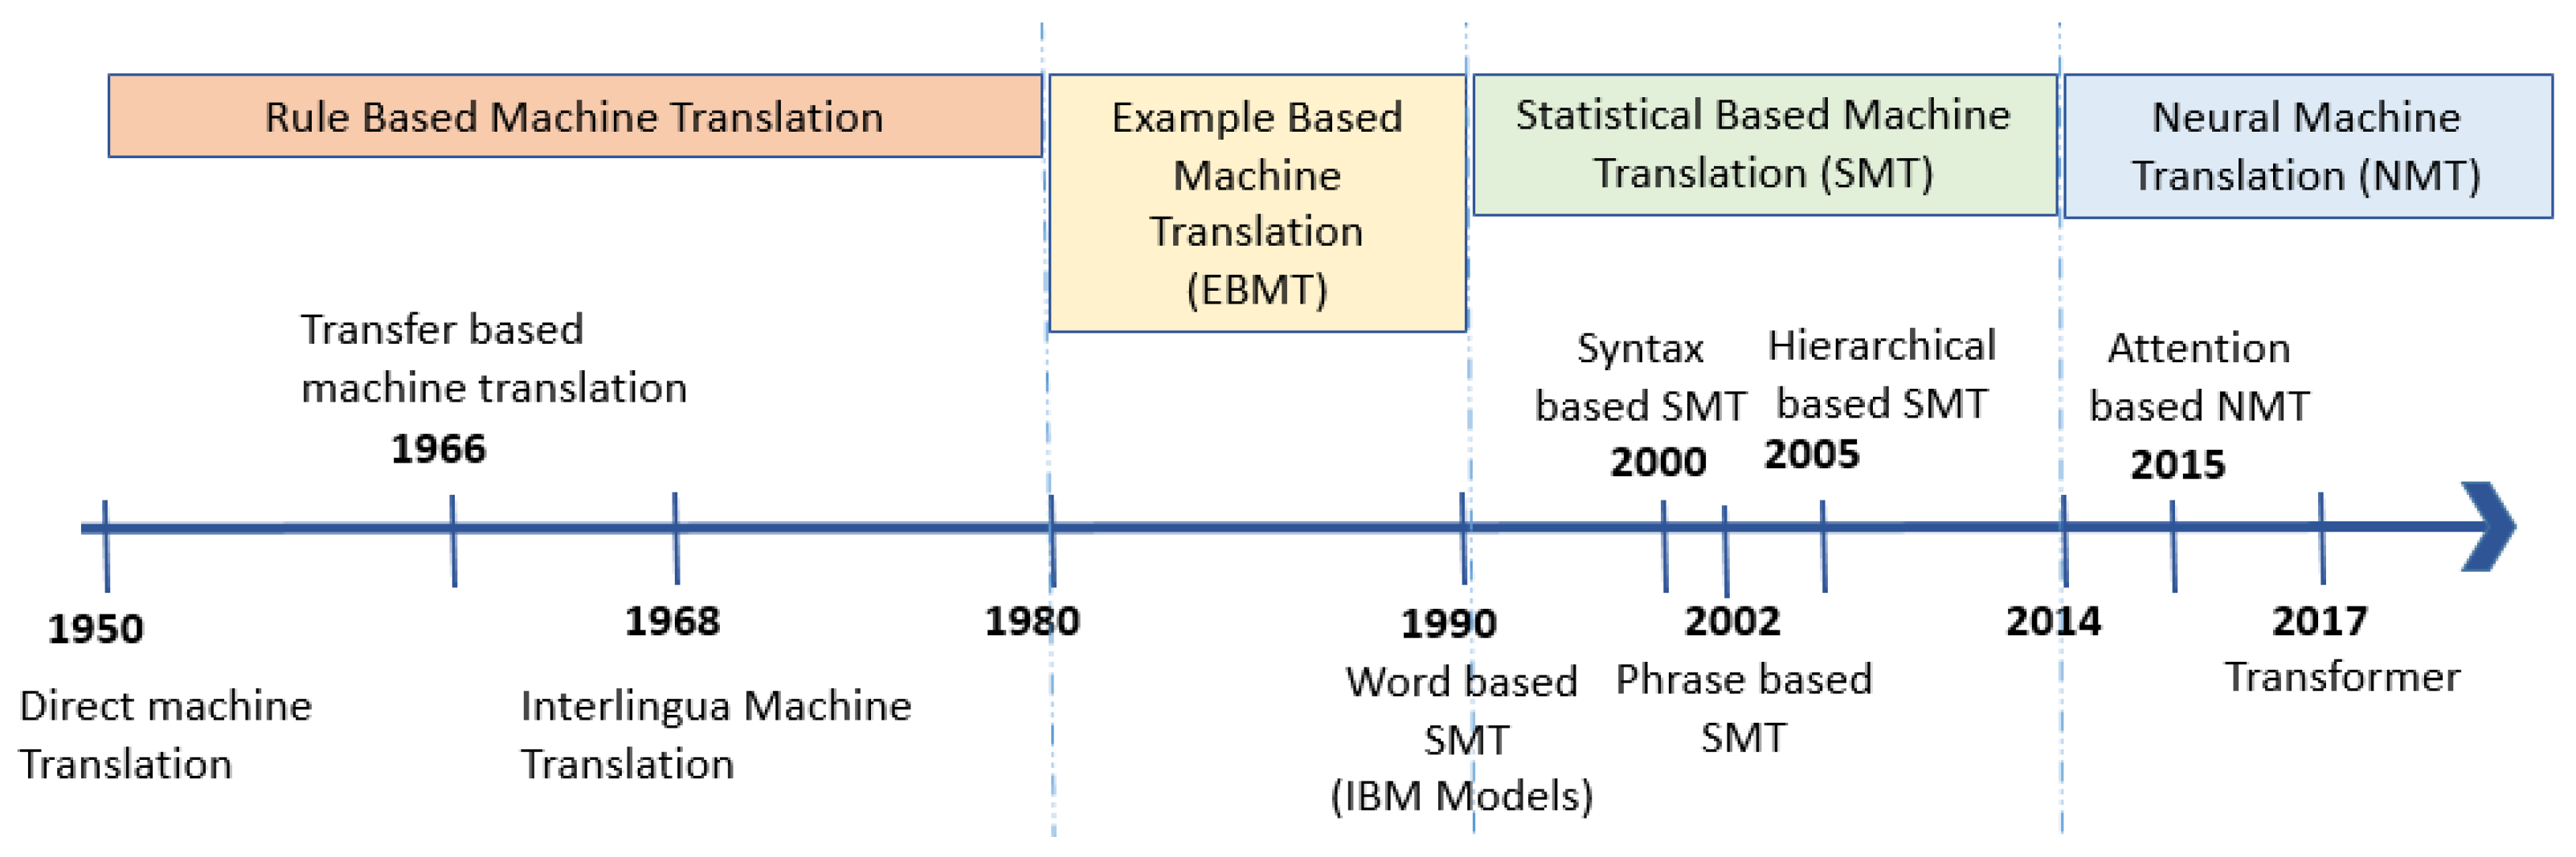 Rule Based Machine Translation
Example Based
Machine
Translation
(EBMT)
Statistical Based Machine
Translation (SMT)
Neural Machine
Translation (NMT)
Transfer based
machine translation
1966
Syntax
based SMT
2000
Hierarchical
based SMT
2005
Attention
based NMT
2015
1950
Direct machine
Translation
1968
Interlingua Machine
Translation
1980
1990
Word based
SMT
(IBM Models)
2002
Phrase based
SMT
2014
2017
Transformer